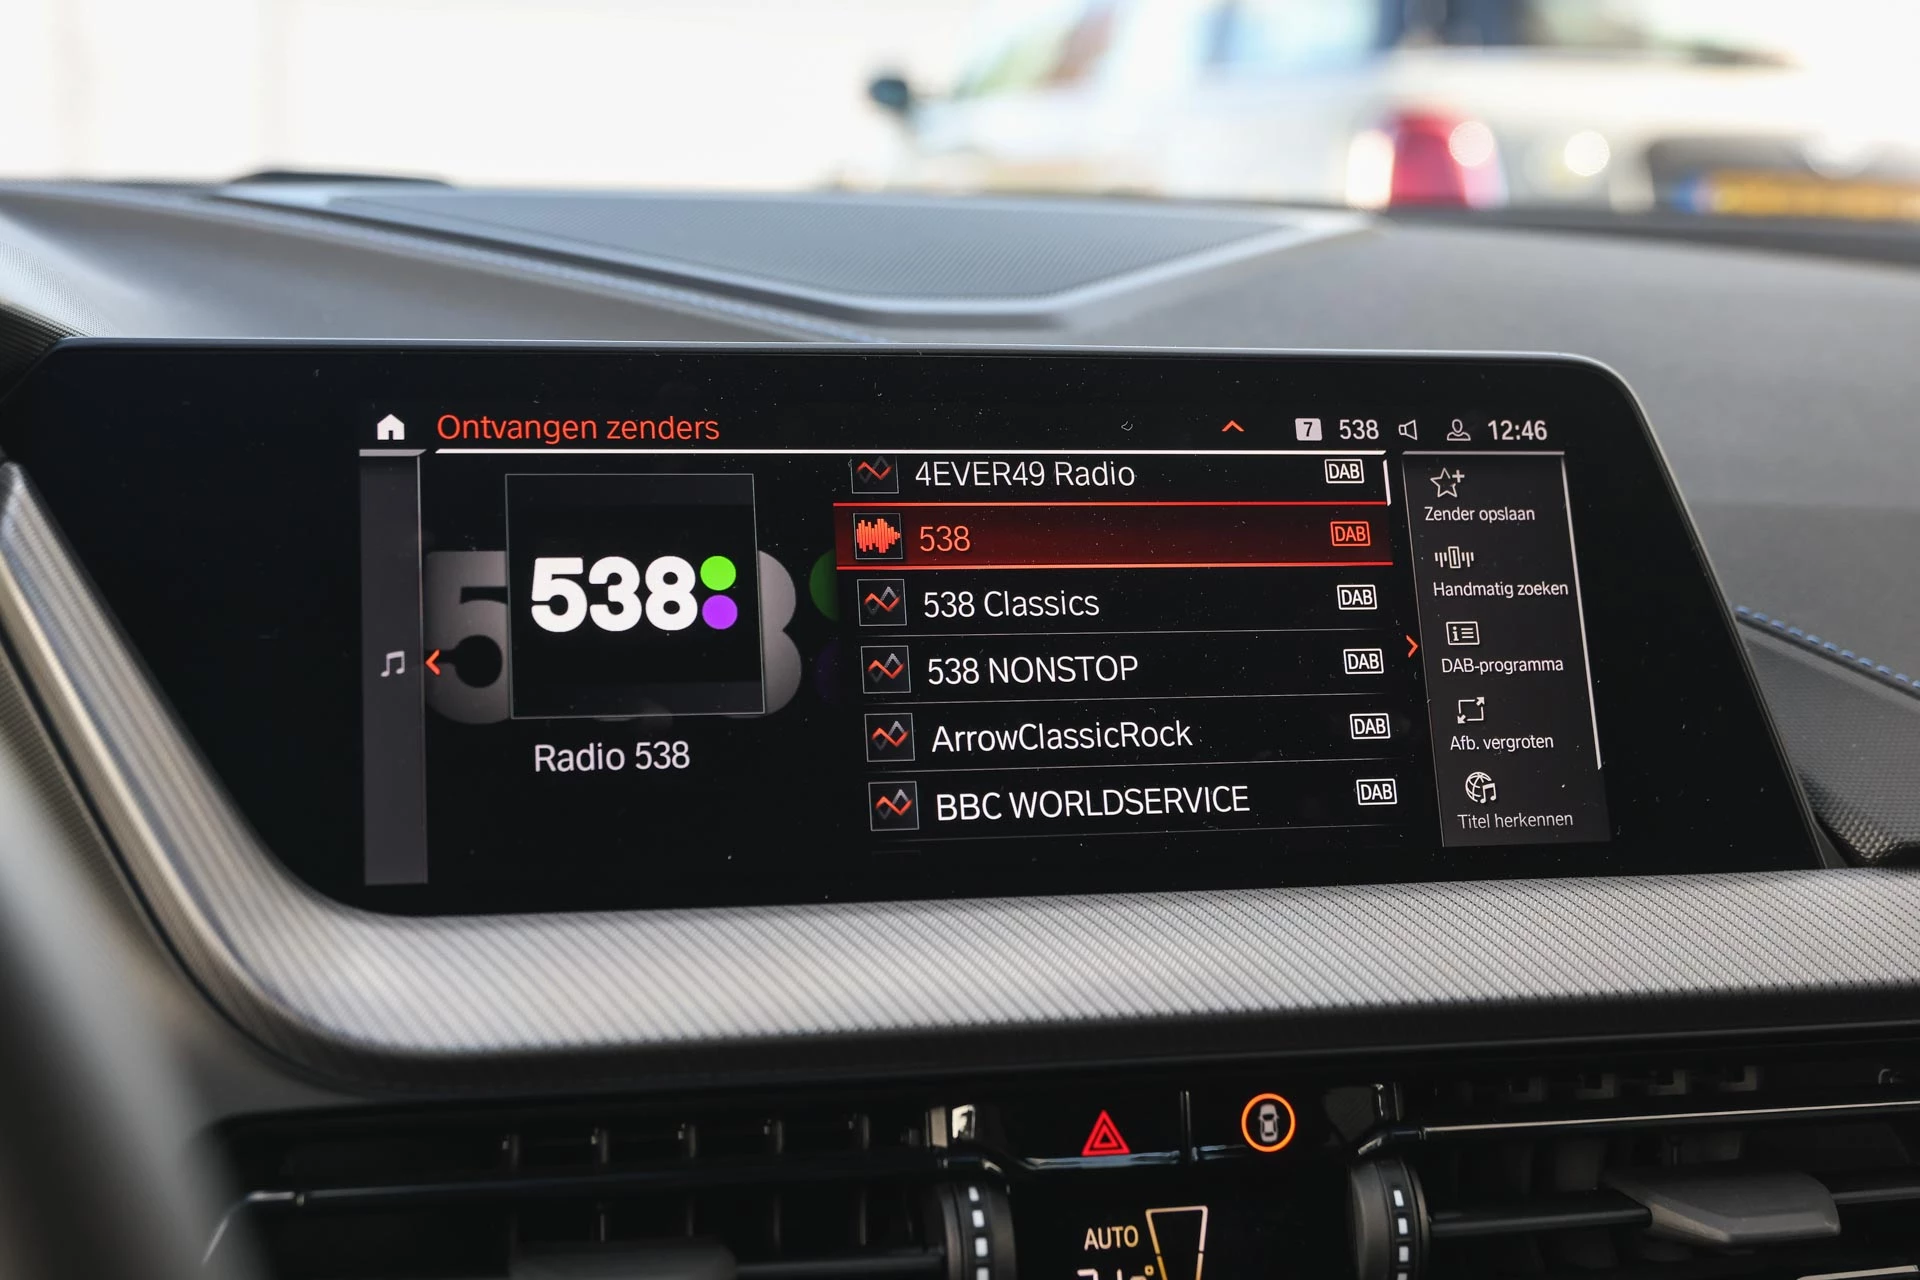 Ontvangen zenders
7 538 12:46
4EVER49 Radio DAB
538 DAB
538 Classics DAB
538 NONSTOP DAB
ArrowClassicRock DAB
BBC WORLDSERVICE DAB
538
Radio 538
Zender opslaan
Handmatig zoeken
DAB-programma
Afb. vergroten
Titel herkennen
AUTO